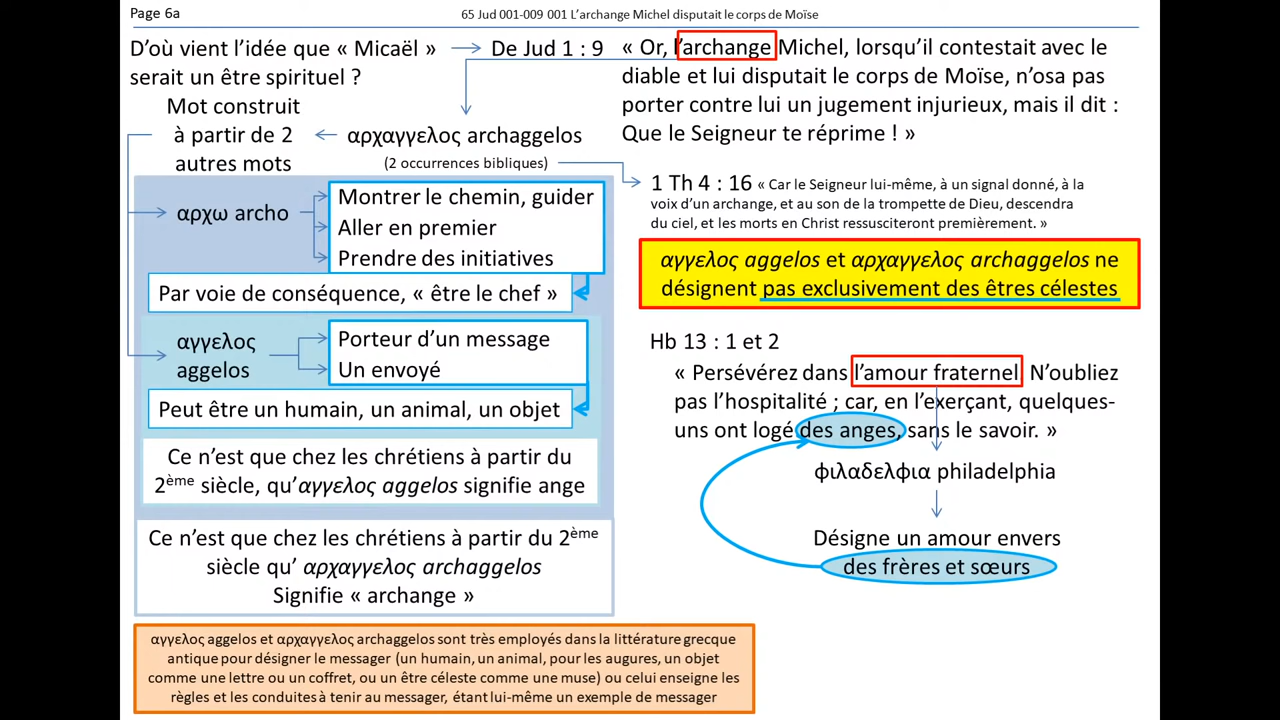 Page 6a
65 Jud 001-009 001 L’archange Michel disputait le corps de Moïse
D’où vient l’idée que « Micaël »
serait un être spirituel ?
De Jud 1 : 9
« Or, l’archange Michel, lorsqu’il contestait avec le
diable et lui disputait le corps de Moïse, n’osa pas
porter contre lui un jugement injurieux, mais il dit :
Que le Seigneur te réprime ! »
Mot construit
à partir de 2
autres mots
αρχαγγελος archaggelos
(2 occurrences bibliques)
1 Th 4 : 16 « Car le Seigneur lui-même, à un signal donné, à la
voix d’un archange, et au son de la trompette de Dieu, descendra
du ciel, et les morts en Christ ressusciteront premièrement. »
αρχω archo
Montrer le chemin, guider
Aller en premier
Prendre des initiatives
Par voie de conséquence, « être le chef »
αγγελος
aggelos
Porteur d’un message
Un envoyé
Peut être un humain, un animal, un objet
Ce n’est que chez les chrétiens à partir du
2ème siècle, qu’αγγελος aggelos signifie ange
Ce n’est que chez les chrétiens à partir du 2ème
siècle qu’ αρχαγγελος archaggelos
Signifie « archange »
αγγελος aggelos et αρχαγγελος archaggelos ne
désignent pas exclusivement des êtres célestes
Hb 13 : 1 et 2
« Persévérez dans l’amour fraternel. N’oubliez
pas l’hospitalité ; car, en l’exerçant, quelques-
uns ont logé des anges, sans le savoir. »
φιλαδελφια philadelphia
Désigne un amour envers
des frères et sœurs
αγγελος aggelos et αρχαγγελος archaggelos sont très employés dans la littérature grecque
antique pour désigner le messager (un humain, un animal, pour les augures, un objet
comme une lettre ou un coffret, ou un être céleste comme une muse) ou celui enseigne les
règles et les conduites à tenir au messager, étant lui-même un exemple de messager